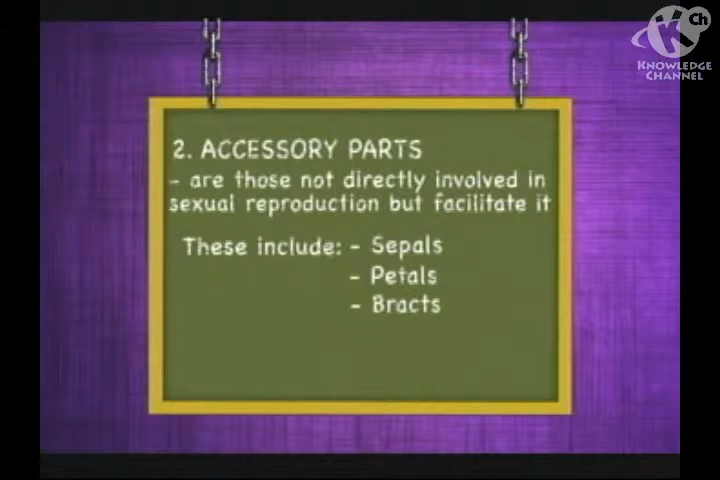 Ch
K
KNOWLEDGE
CHANNEL
2. ACCESSORY PARTS
- are those not directly involved in
sexual reproduction but facilitate it
These include: - Sepals
- Petals
- Bracts